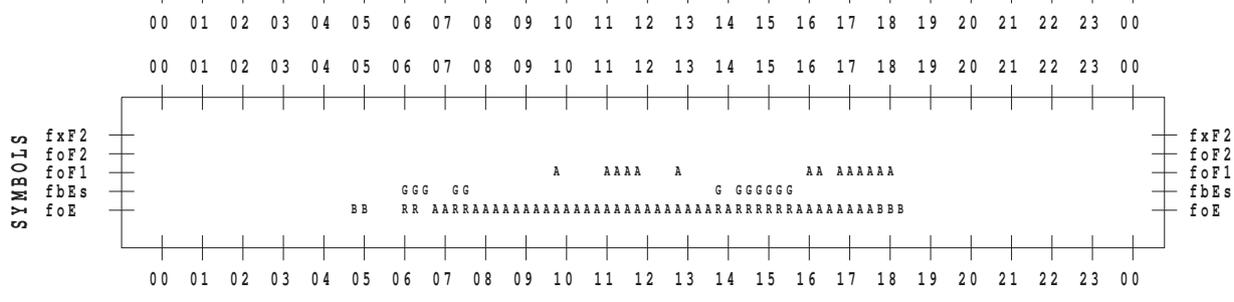 00 01 02 03 04 05 06 07 08 09 10 11 12 13 14 15 16 17 18 19 20 21 22 23 00
00 01 02 03 04 05 06 07 08 09 10 11 12 13 14 15 16 17 18 19 20 21 22 23 00
SYMBOLS
fxF2 fxF2
foF2 foF2
foF1 A AAAA A AA AAAAAA foF1
fbEs GGG GG G GGGGGG fbEs
foE BB RR AARRAAAAAAAAAAAAAAAAAAAAAAAARARRRRRRAAAAAAAABBB foE
00 01 02 03 04 05 06 07 08 09 10 11 12 13 14 15 16 17 18 19 20 21 22 23 00